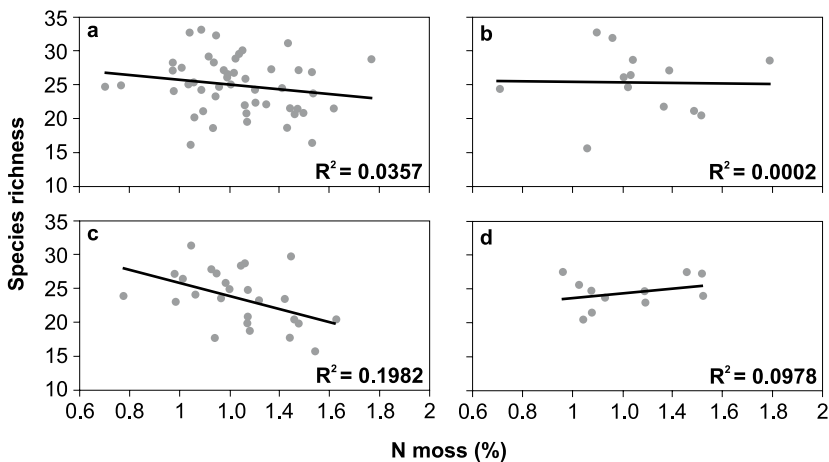 a
b
35
30
25
20
15
10
R² = 0.0357
R² = 0.0002
Species richness
c
d
35
30
25
20
15
10
R² = 0.1982
R² = 0.0978
0.6 0.8 1 1.2 1.4 1.6 1.8 2
0.6 0.8 1 1.0 1.4 1.6 1.8 2
N moss (%)